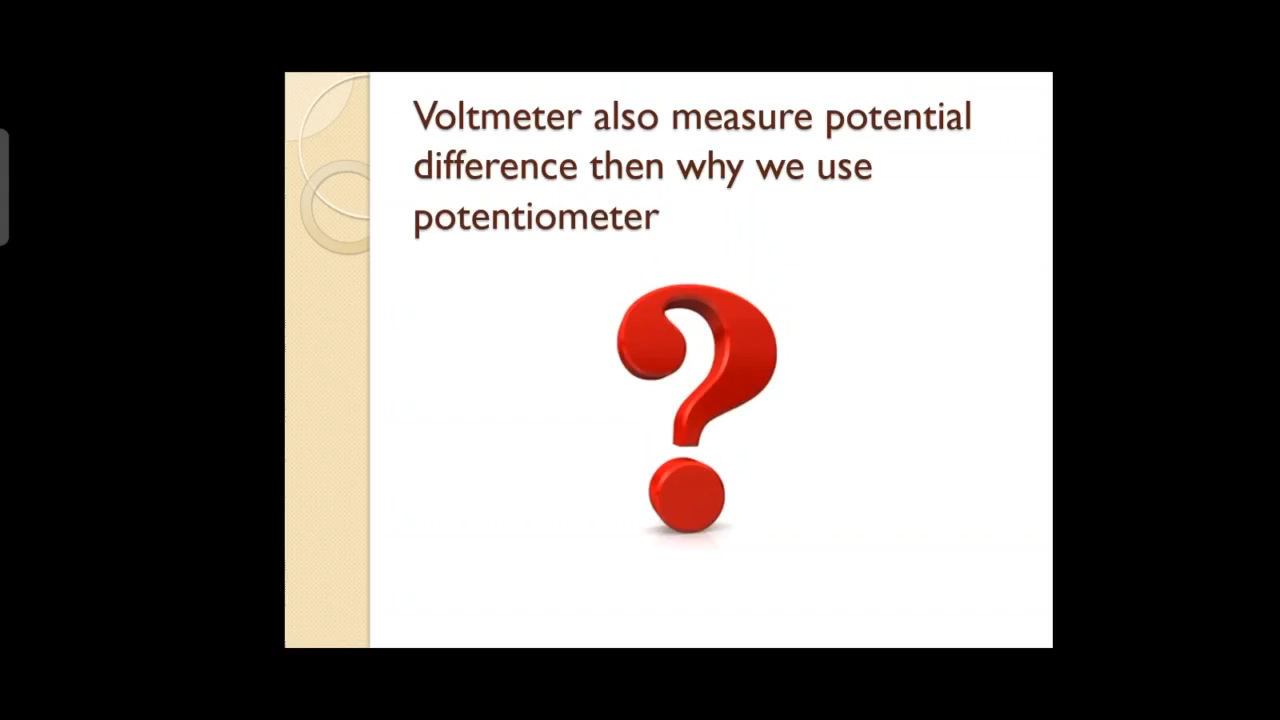 Voltmeter also measure potential
difference then why we use
potentiometer